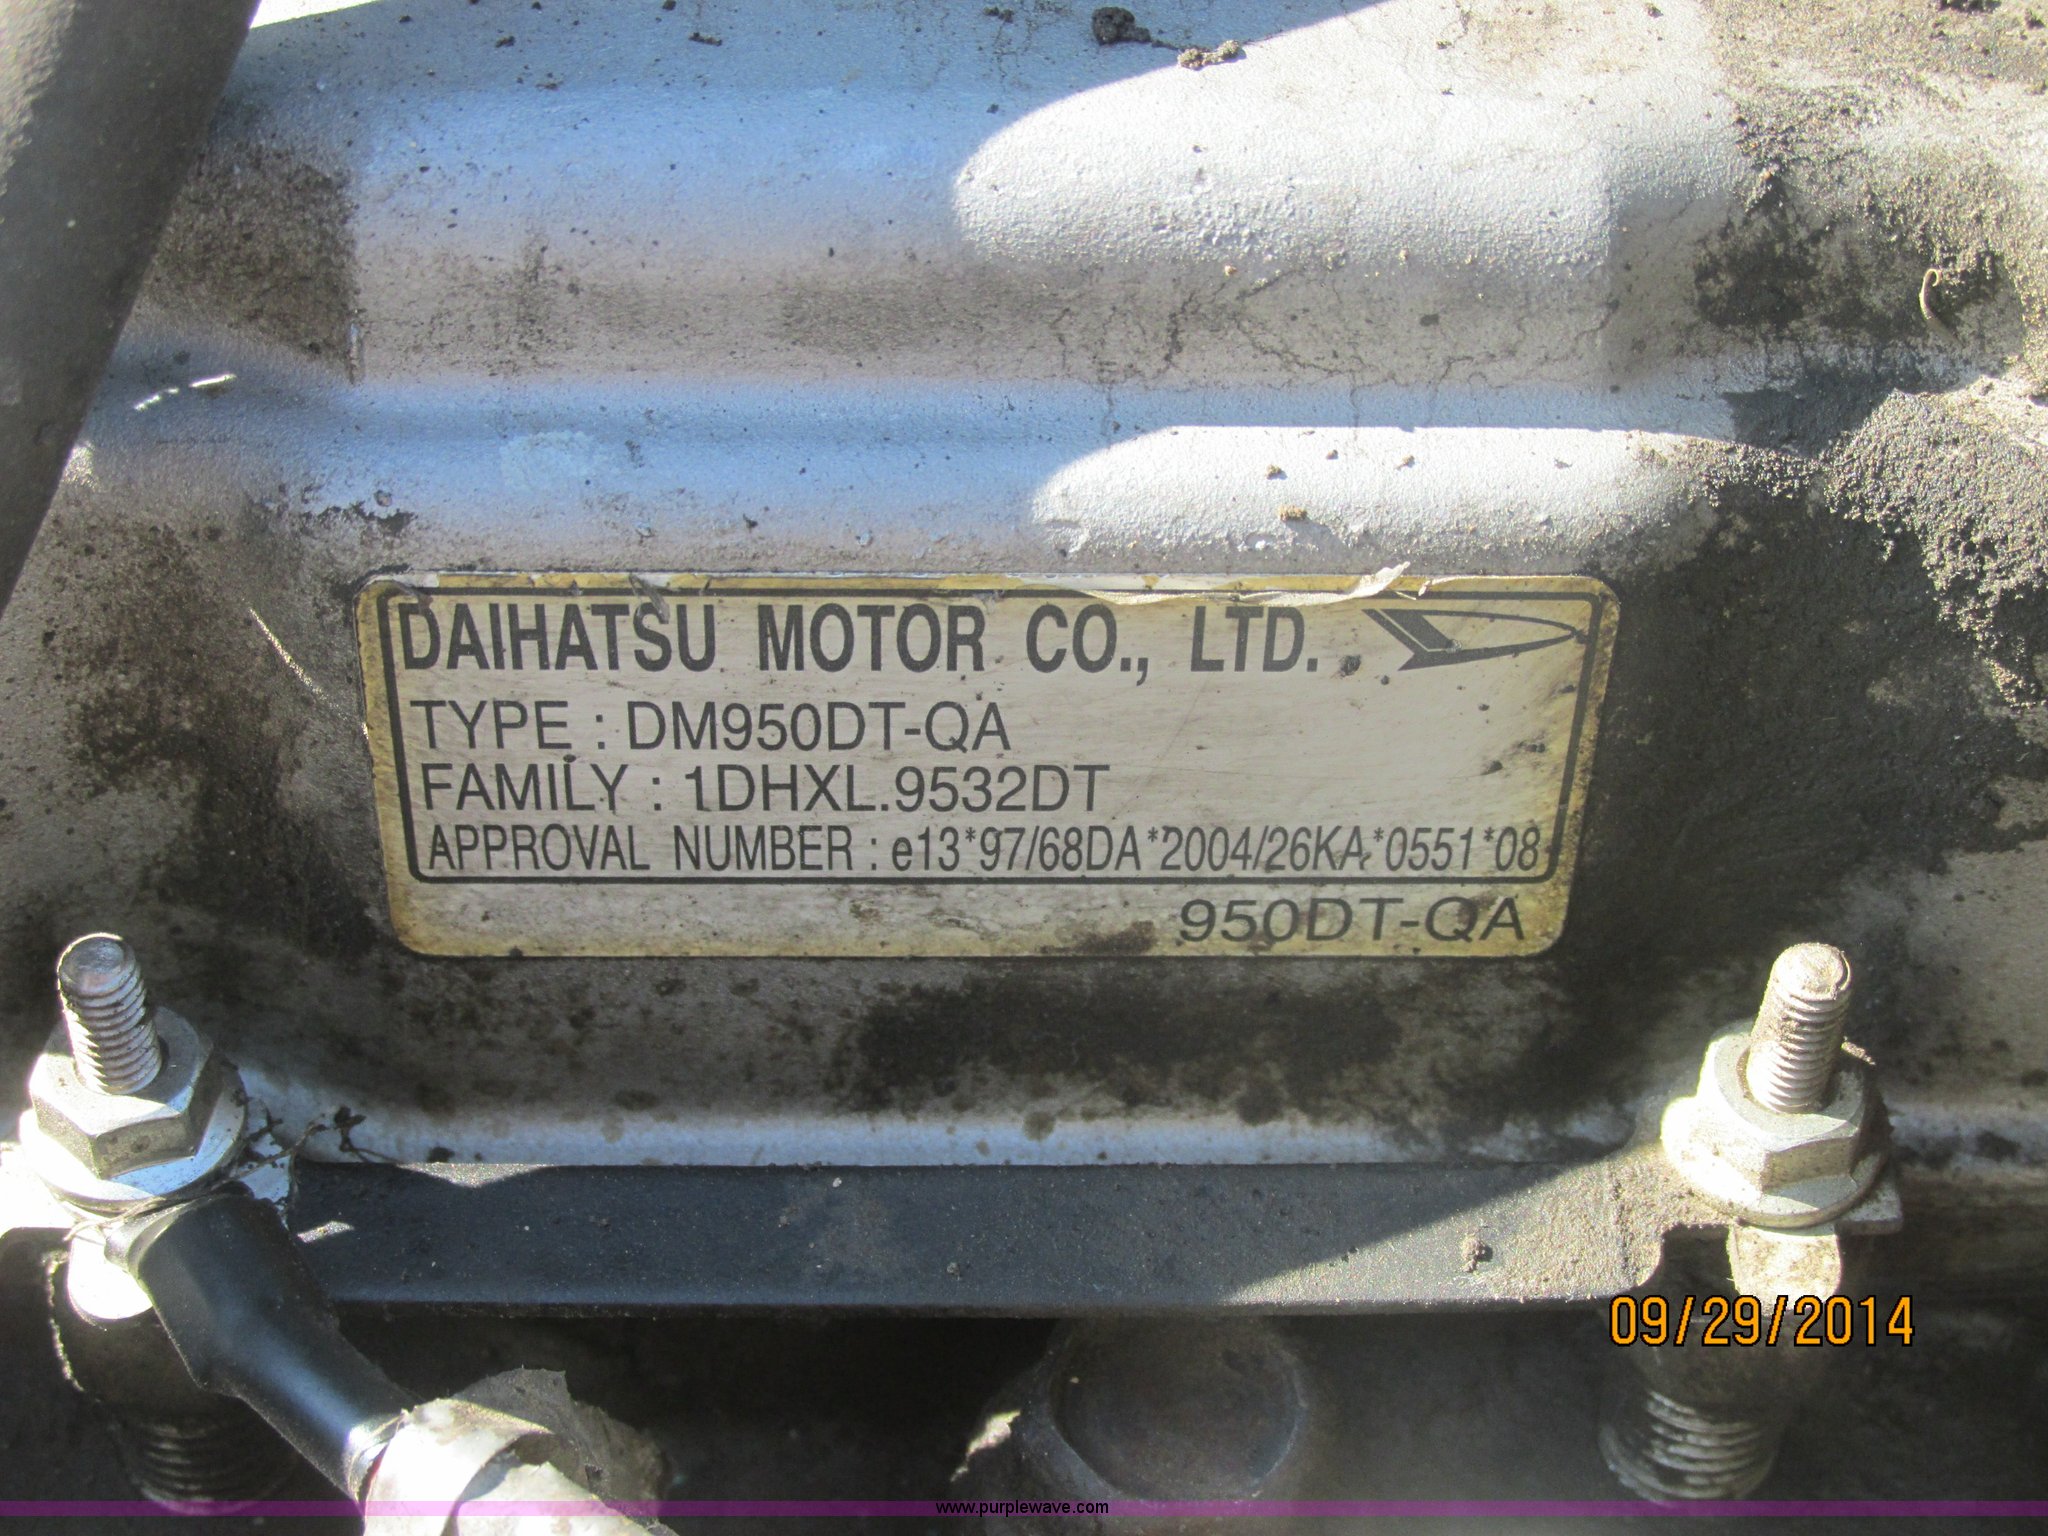 DAIHATSU MOTOR CO., LTD.
TYPE : DM950DT-QA
FAMILY : 1DHXL.9532DT
APPROVAL NUMBER : e13*97/68DA*2004/26KA*0551*08
950DT-QA
09/29/2014
www.purplewave.com